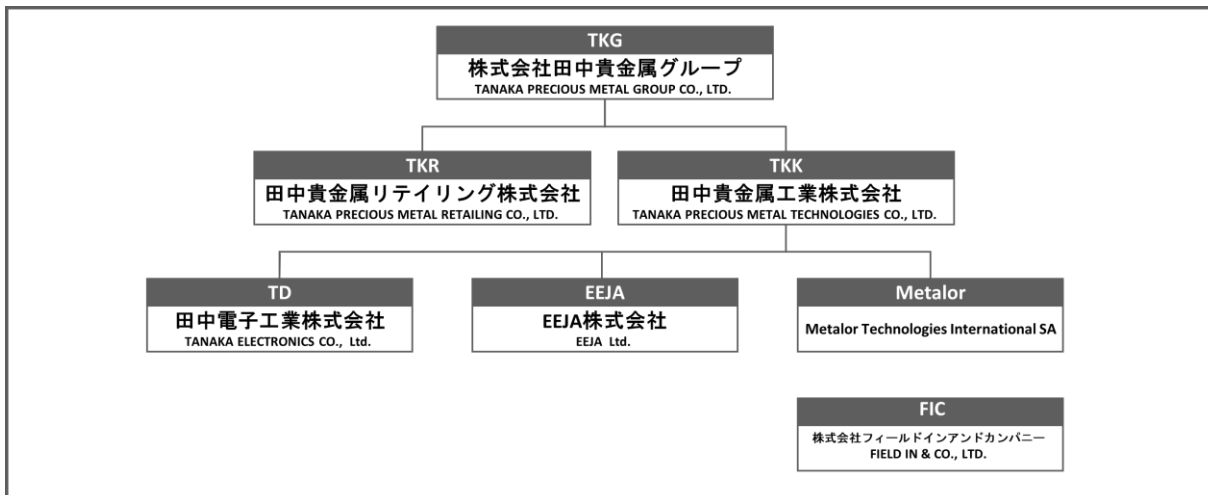 TKG
株式会社田中貴金属グループ
TANAKA PRECIOUS METAL GROUP CO., LTD.
TKR
田中貴金属リテイリング株式会社
TANAKA PRECIOUS METAL RETAILING CO., LTD.
TKK
田中貴金属工業株式会社
TANAKA PRECIOUS METAL TECHNOLOGIES CO., LTD.
TD
田中電子工業株式会社
TANAKA ELECTRONICS CO., Ltd.
EEJA
EEJA株式会社
EEJA Ltd.
Metalor
Metalor Technologies International SA
FIC
株式会社フィールドインアンドカンパニー
FIELD IN & CO., LTD.